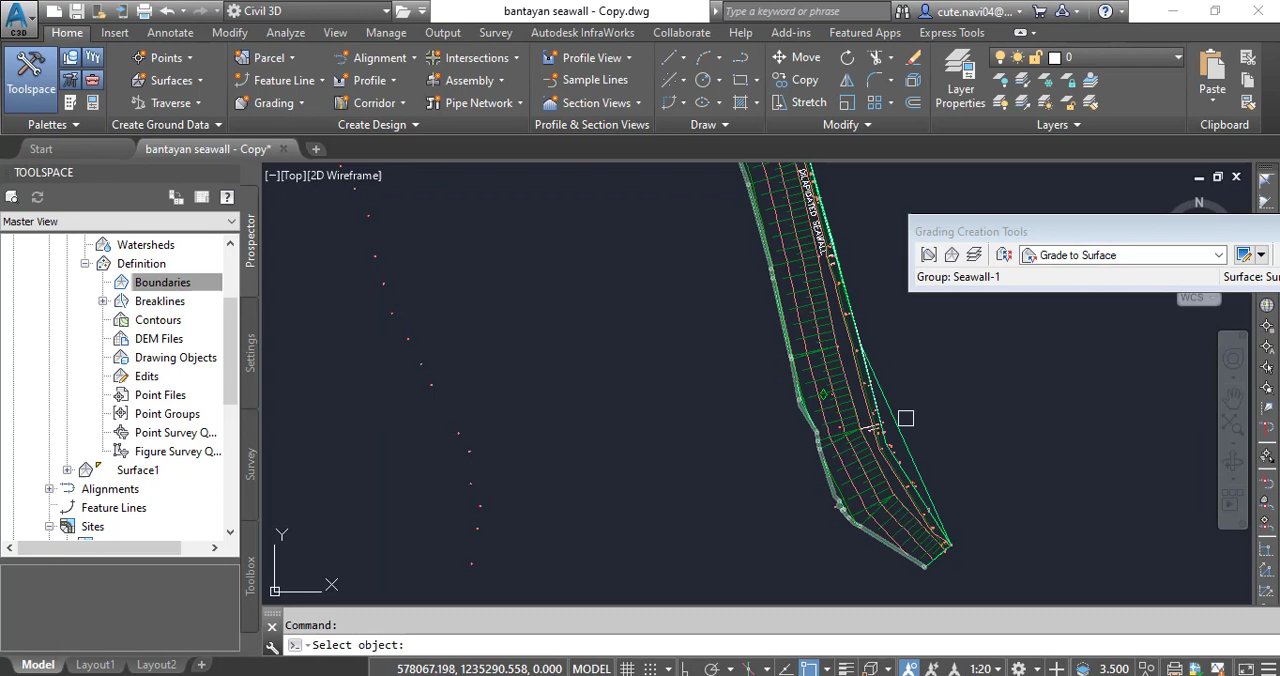 Civil 3D
bantayan seawall - Copy.dwg
Type a keyword or phrase
cute.navi04@...
C3D
Home Insert Annotate Modify Analyze View Manage Output Survey Autodesk InfraWorks Collaborate Help Add-ins Featured Apps Express Tools
Toolspace
Points
Surfaces
Traverse
Parcel
Feature Line
Grading
Alignment
Profile
Corridor
Intersections
Assembly
Pipe Network
Profile View
Sample Lines
Section Views
Move
Copy
Stretch
Layer
Properties
0
Paste
Palettes Create Ground Data Create Design Profile & Section Views Draw Modify Layers Clipboard
Start bantayan seawall - Copy*
TOOLSPACE
Master View
Watersheds
Definition
Boundaries
Breaklines
Contours
DEM Files
Drawing Objects
Edits
Point Files
Point Groups
Point Survey Q...
Figure Survey Q...
Surface1
Alignments
Feature Lines
Sites
Prospector
Settings
Survey
Toolbox
[−][Top][2D Wireframe]
DILAPIDATED SEAWALL
N
Grading Creation Tools
Grade to Surface
Group: Seawall-1 Surface: Sur
WCS
Y
X
Command:
Select object:
Model Layout1 Layout2
578067.198, 1235290.558, 0.000 MODEL 1:20 3.500